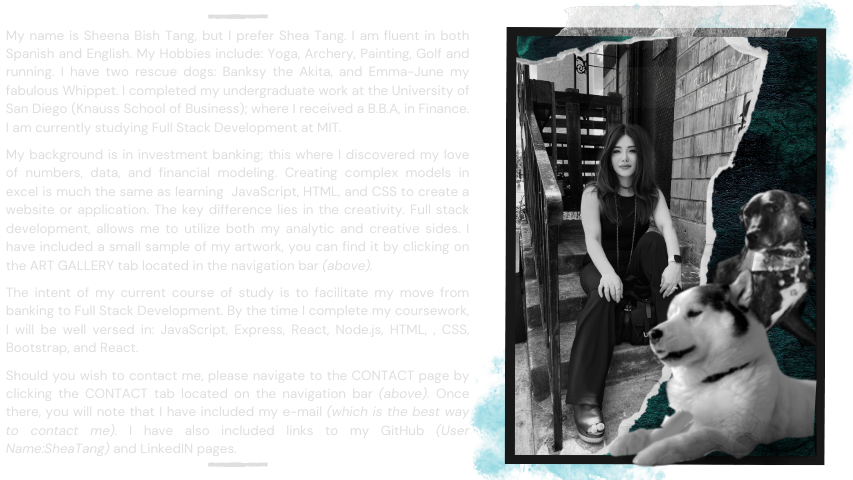 My name is Sheena Bish Tang, but I prefer Shea Tang. I am fluent in both
Spanish and English. My Hobbies include: Yoga, Archery, Painting, Golf and
running. I have two rescue dogs: Banksy the Akita, and Emma-June my
fabulous Whippet. I completed my undergraduate work at the University of
San Diego (Knauss School of Business); where I received a B.B.A, in Finance.
I am currently studying Full Stack Development at MIT.
My background is in investment banking; this where I discovered my love
of numbers, data, and financial modeling. Creating complex models in
excel is much the same as learning JavaScript, HTML, and CSS to create a
website or application. The key difference lies in the creativity. Full stack
development, allows me to utilize both my analytic and creative sides. I
have included a small sample of my artwork, you can find it by clicking on
the ART GALLERY tab located in the navigation bar (above).
The intent of my current course of study is to facilitate my move from
banking to Full Stack Development. By the time I complete my coursework,
I will be well versed in: JavaScript, Express, React, Node.js, HTML, , CSS,
Bootstrap, and React.
Should you wish to contact me, please navigate to the CONTACT page by
clicking the CONTACT tab located on the navigation bar (above). Once
there, you will note that I have included my e-mail (which is the best way
to contact me). I have also included links to my GitHub (User
Name:SheaTang) and LinkedIN pages.